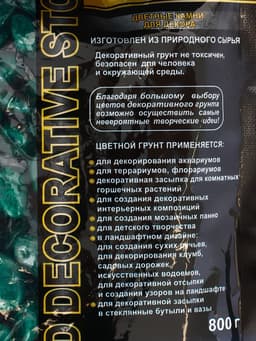 DECORATIVE STO
ЦВЕТНЫЕ КАМНИ
ДЛЯ ДЕКОРА
ИЗГОТОВЛЕН ИЗ ПРИРОДНОГО СЫРЬЯ
Декоративный грунт не токсичен,
безопасен для человека
и окружающей среды.
Благодаря большому выбору
цветов декоративного грунта
возможно осуществить самые
невероятные творческие идеи!
ЦВЕТНОЙ ГРУНТ ПРИМЕНЯЕТСЯ:
• для декорирования аквариумов
• для террариумов, флорариумов
декоративная засыпка для комнатных
горшечных растений
• для создания декоративных
интерьерных композиций
• для создания мозаичных панно
• для детского творчества
• в ландшафтном дизайне:
для создания сухих ручьев,
для декорирования клумб,
садовых дорожек,
искусственных водоемов,
для декоративной отсыпки
и создания узоров на ландшафте
• для декоративной засыпки
в стеклянные бутыли и вазы
800 г